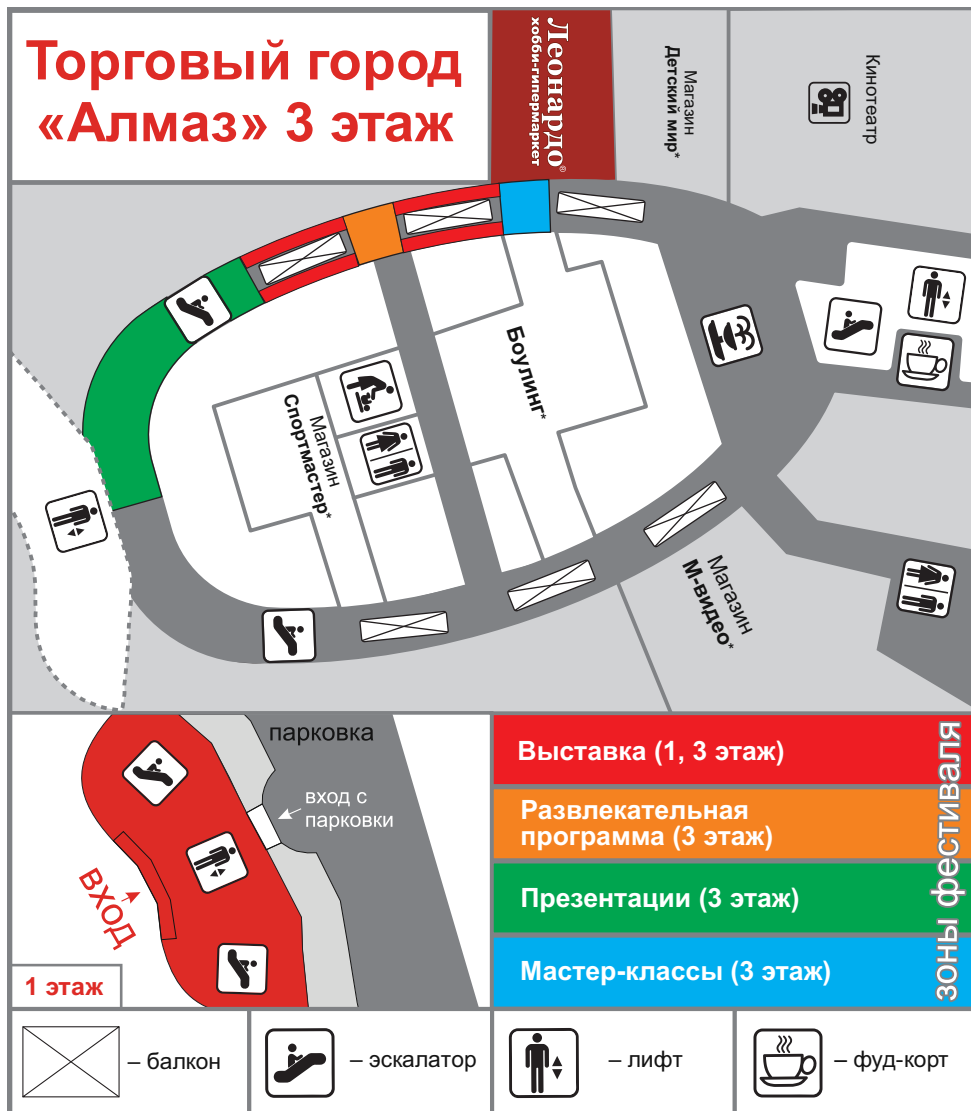 Торговый город
«Алмаз» 3 этаж
Леонардо®
хобби-гипермаркет
Магазин
Детский мир*
Кинотеатр
Боулинг*
Магазин
Спортмастер*
Магазин
М-видео*
парковка
вход с
парковки
ВХОД
1 этаж
Выставка (1, 3 этаж)
Развлекательная
программа (3 этаж)
Презентации (3 этаж)
Мастер-классы (3 этаж)
зоны фестиваля
– балкон
– эскалатор
– лифт
– фуд-корт